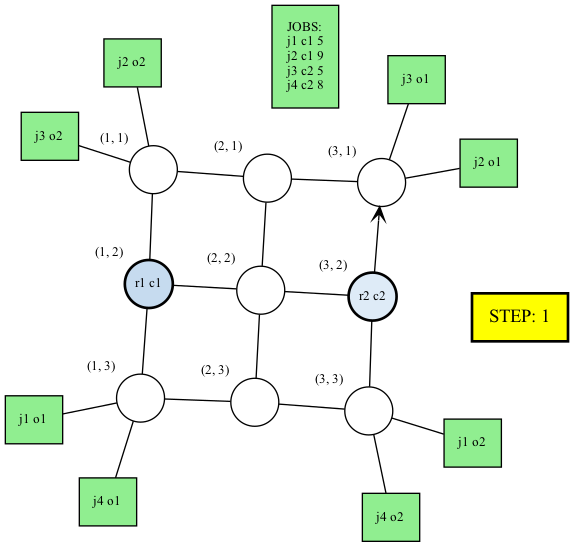 JOBS:
j1 c1 5
j2 c1 9
j3 c2 5
j4 c2 8
j2 o2
j3 o1
j3 o2
(1, 1)
(2, 1)
(3, 1)
j2 o1
(1, 2)
(2, 2)
(3, 2)
r1 c1
r2 c2
STEP: 1
(1, 3)
(2, 3)
(3, 3)
j1 o1
j1 o2
j4 o1
j4 o2